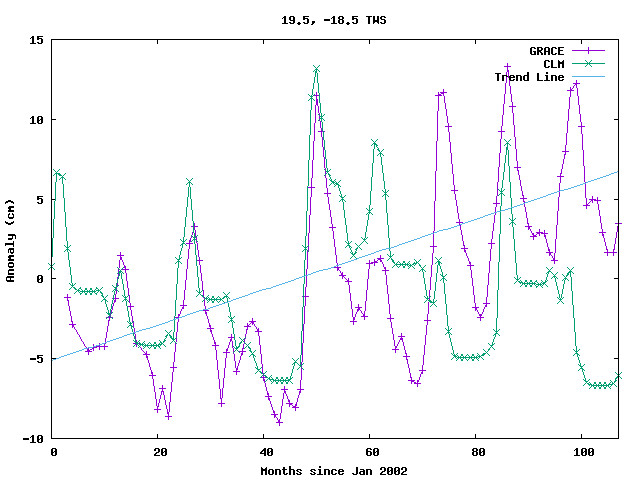 19.5, -18.5 TWS
GRACE
CLM
Trend Line
15
10
5
0
-5
-10
Anomaly (cm)
0 20 40 60 80 100
Months since Jan 2002